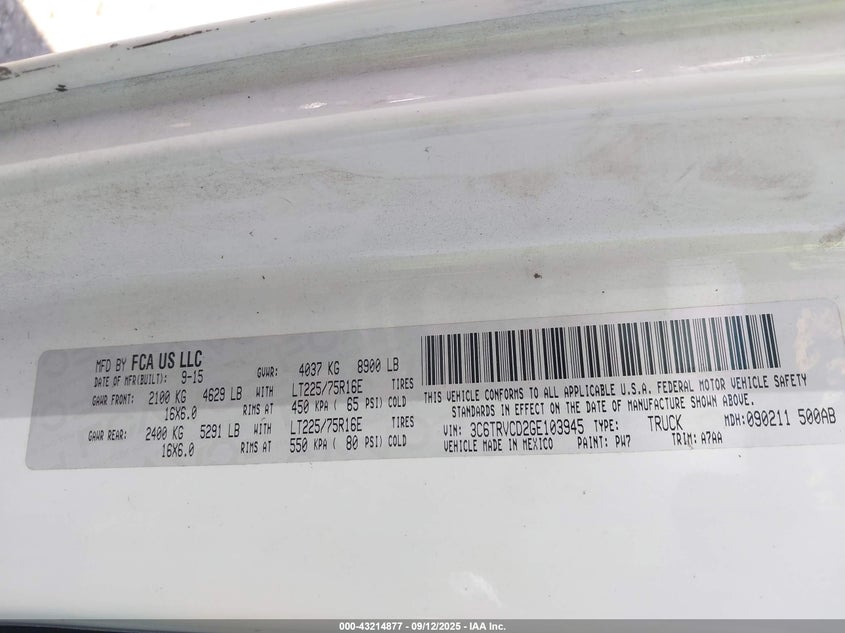 MFD BY FCA US LLC
DATE OF MFR(BUILT): 9-15 GVWR: 4037 KG 8900 LB
GAWR FRONT: 2100 KG 4629 LB WITH LT225/75R16E TIRES
16X6.0 RIMS AT 450 KPA ( 65 PSI) COLD
GAWR REAR: 2400 KG 5291 LB WITH LT225/75R16E TIRES
16X6.0 RIMS AT 550 KPA ( 80 PSI) COLD
THIS VEHICLE CONFORMS TO ALL APPLICABLE U.S.A. FEDERAL MOTOR VEHICLE SAFETY
STANDARDS IN EFFECT ON THE DATE OF MANUFACTURE SHOWN ABOVE.
VIN: 3C6TRVCD2GE103945 TYPE: TRUCK MDH:090211 500AB
VEHICLE MADE IN MEXICO PAINT: PW7 TRIM: A7AA
000-43214877 - 09/12/2025 - IAA Inc.